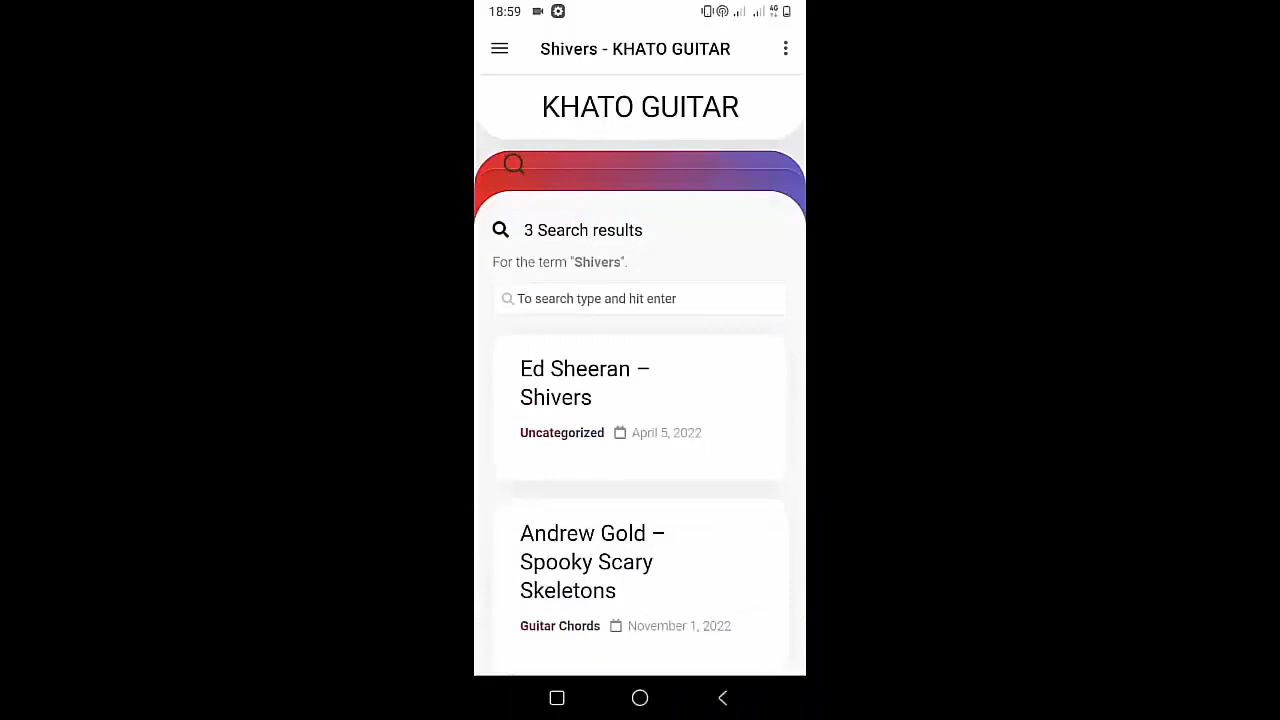 18:59 4G
Shivers - KHATO GUITAR
KHATO GUITAR
3 Search results
For the term "Shivers".
To search type and hit enter
Ed Sheeran –
Shivers
Uncategorized April 5, 2022
Andrew Gold –
Spooky Scary
Skeletons
Guitar Chords November 1, 2022